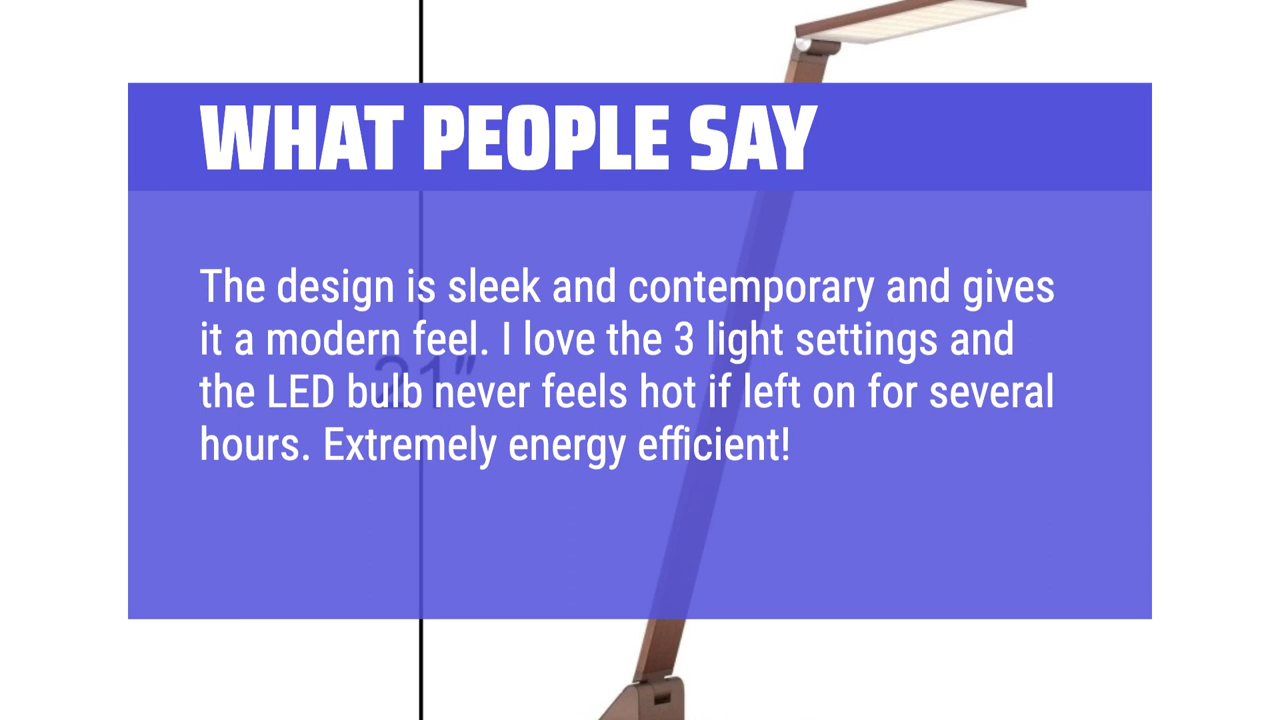 WHAT PEOPLE SAY
The design is sleek and contemporary and gives
it a modern feel. I love the 3 light settings and
21"
the LED bulb never feels hot if left on for several
hours. Extremely energy efficient!